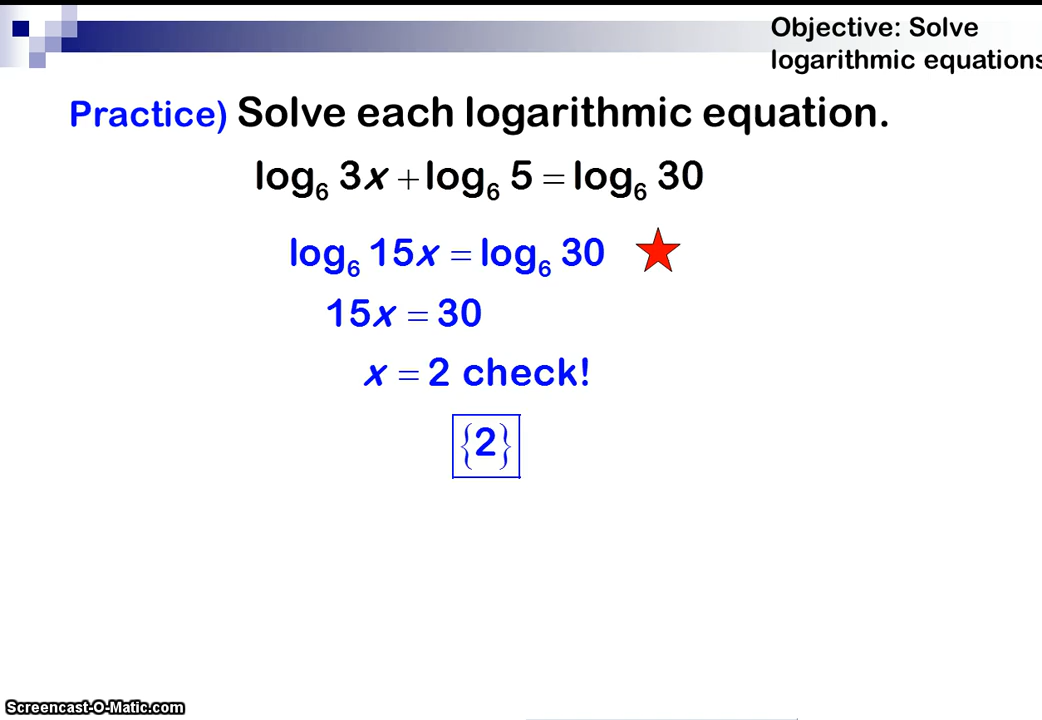 Objective: Solve
logarithmic equations
Practice) Solve each logarithmic equation.
log₆ 3x + log₆ 5 = log₆ 30
log₆ 15x = log₆ 30
15x = 30
x = 2 check!
{2}
Screencast-O-Matic.com